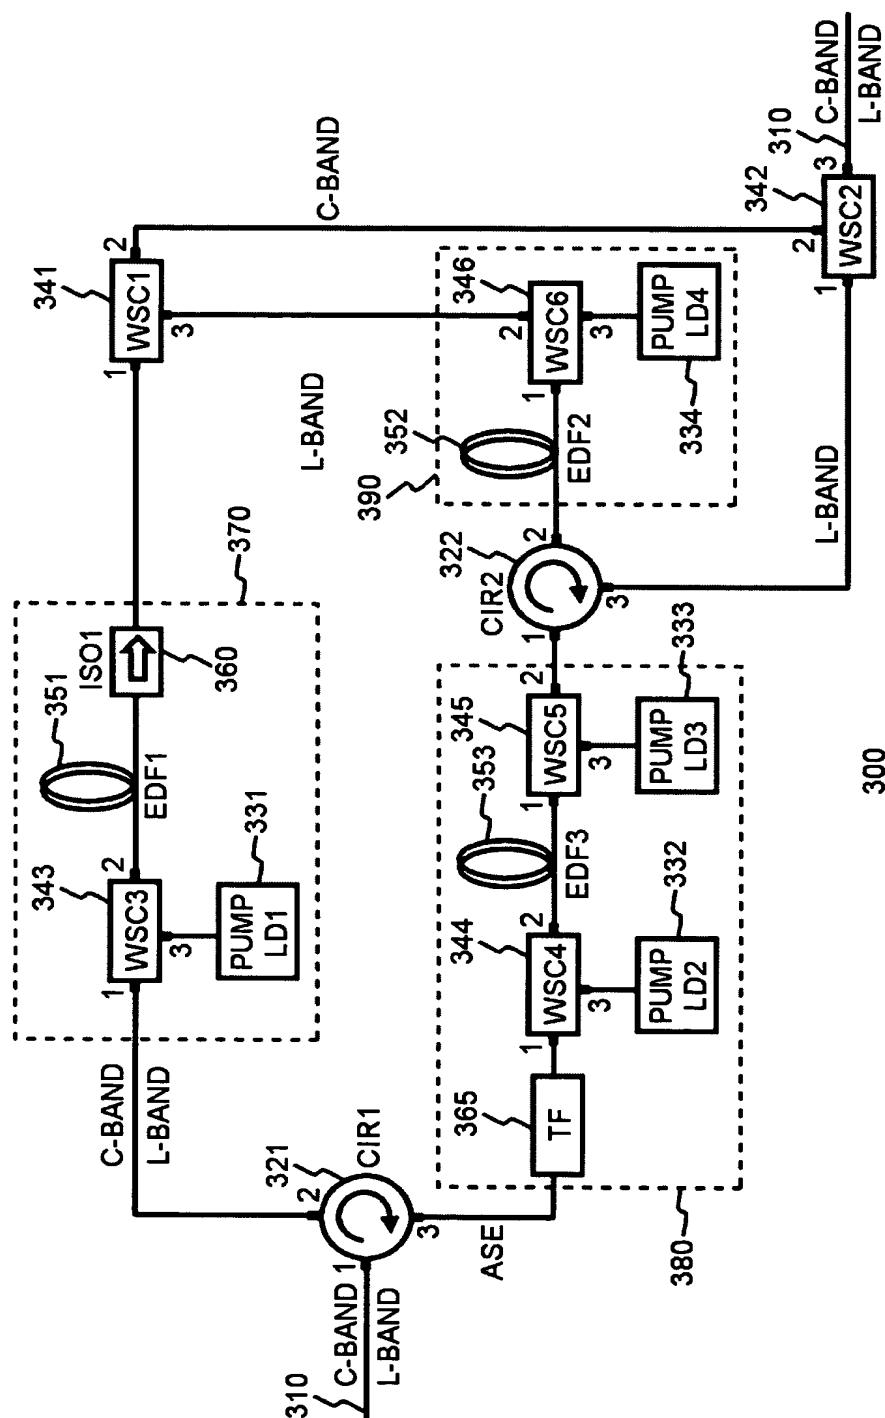 310
C-BAND
L-BAND
1
2
3
321
CIR1
C-BAND
L-BAND
ASE
370
343
WSC3
1
2
3
PUMP
LD1
331
351
EDF1
ISO1
360
341
WSC1
1
2
3
C-BAND
L-BAND
380
365
TF
344
WSC4
1
2
3
PUMP
LD2
332
353
EDF3
345
WSC5
1
2
3
PUMP
LD3
333
322
CIR2
1
2
3
390
352
EDF2
346
WSC6
1
2
3
PUMP
LD4
334
L-BAND
342
WSC2
1
2
3
310
C-BAND
L-BAND
300